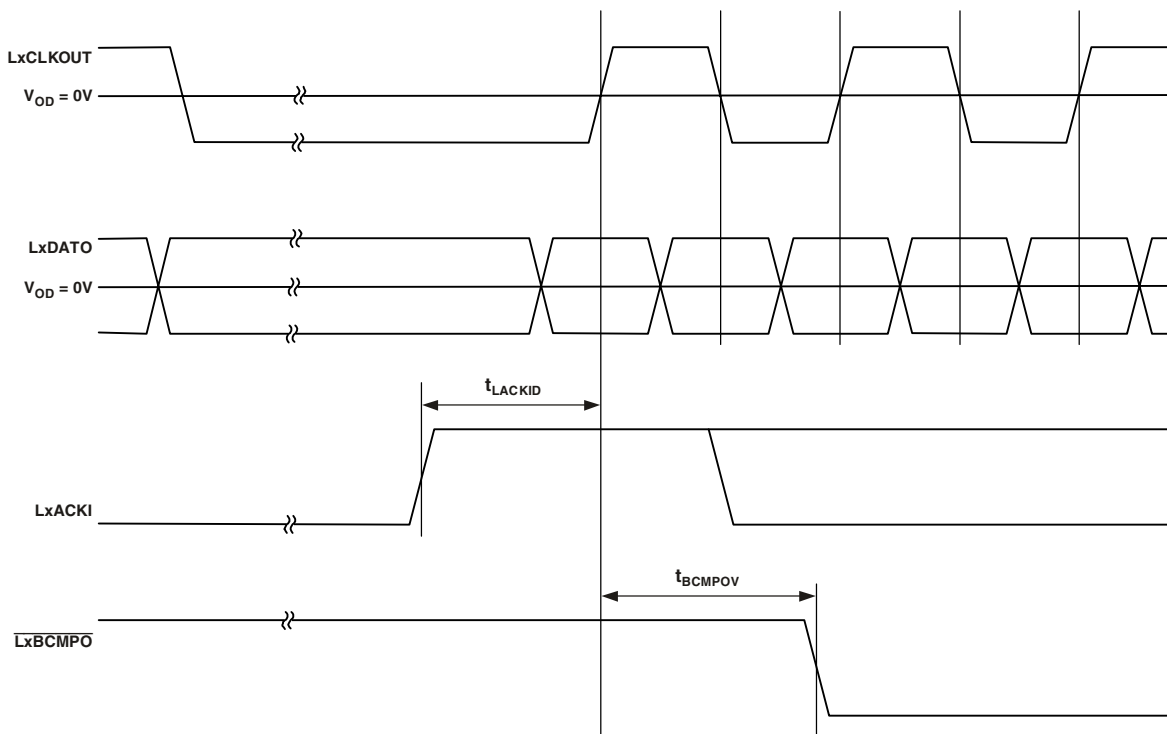 LxCLKOUT
VOD = 0V
LxDATO
VOD = 0V
tLACKID
LxACKI
tBCMPOV
LxBCMPO